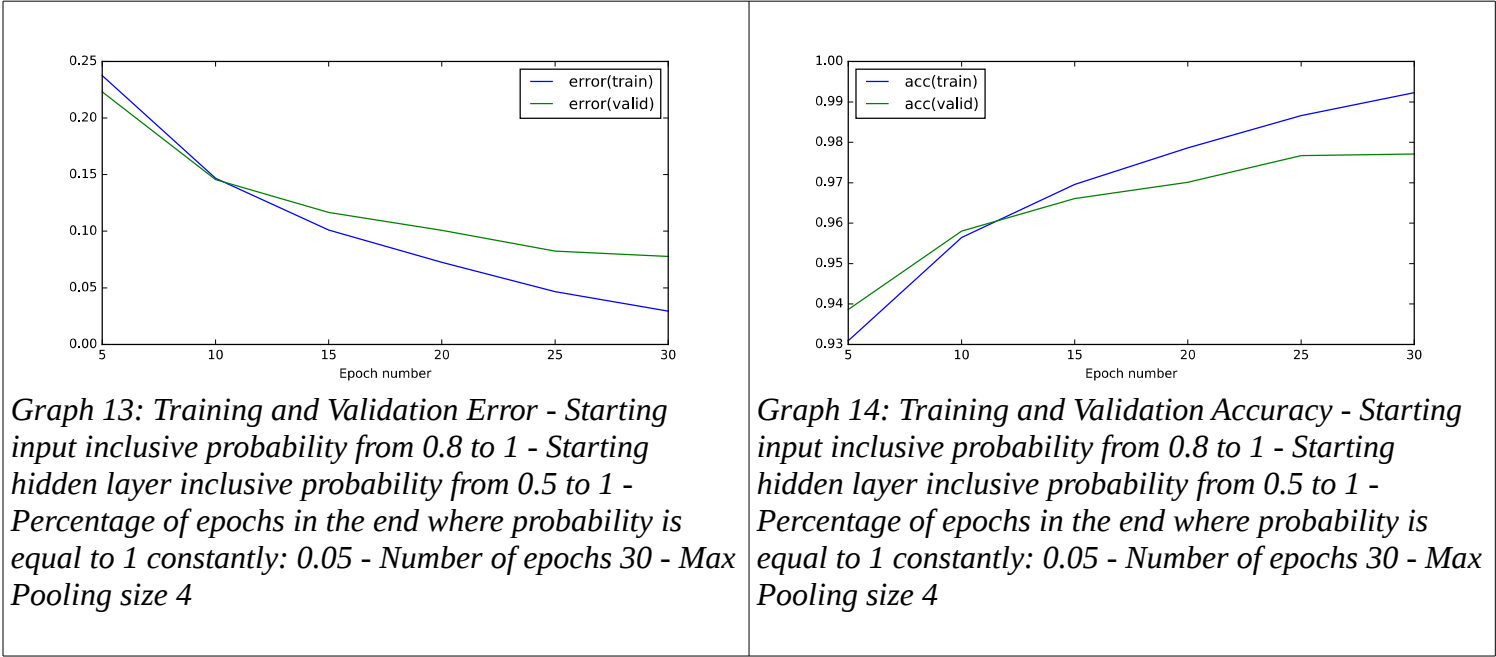 0.25
0.20
0.15
0.10
0.05
0.00
error(train)
error(valid)
5 10 15 20 25 30
Epoch number
Graph 13: Training and Validation Error - Starting
input inclusive probability from 0.8 to 1 - Starting
hidden layer inclusive probability from 0.5 to 1 -
Percentage of epochs in the end where probability is
equal to 1 constantly: 0.05 - Number of epochs 30 - Max
Pooling size 4
1.00
0.99
0.98
0.97
0.96
0.95
0.94
0.93
acc(train)
acc(valid)
5 10 15 20 25 30
Epoch number
Graph 14: Training and Validation Accuracy - Starting
input inclusive probability from 0.8 to 1 - Starting
hidden layer inclusive probability from 0.5 to 1 -
Percentage of epochs in the end where probability is
equal to 1 constantly: 0.05 - Number of epochs 30 - Max
Pooling size 4